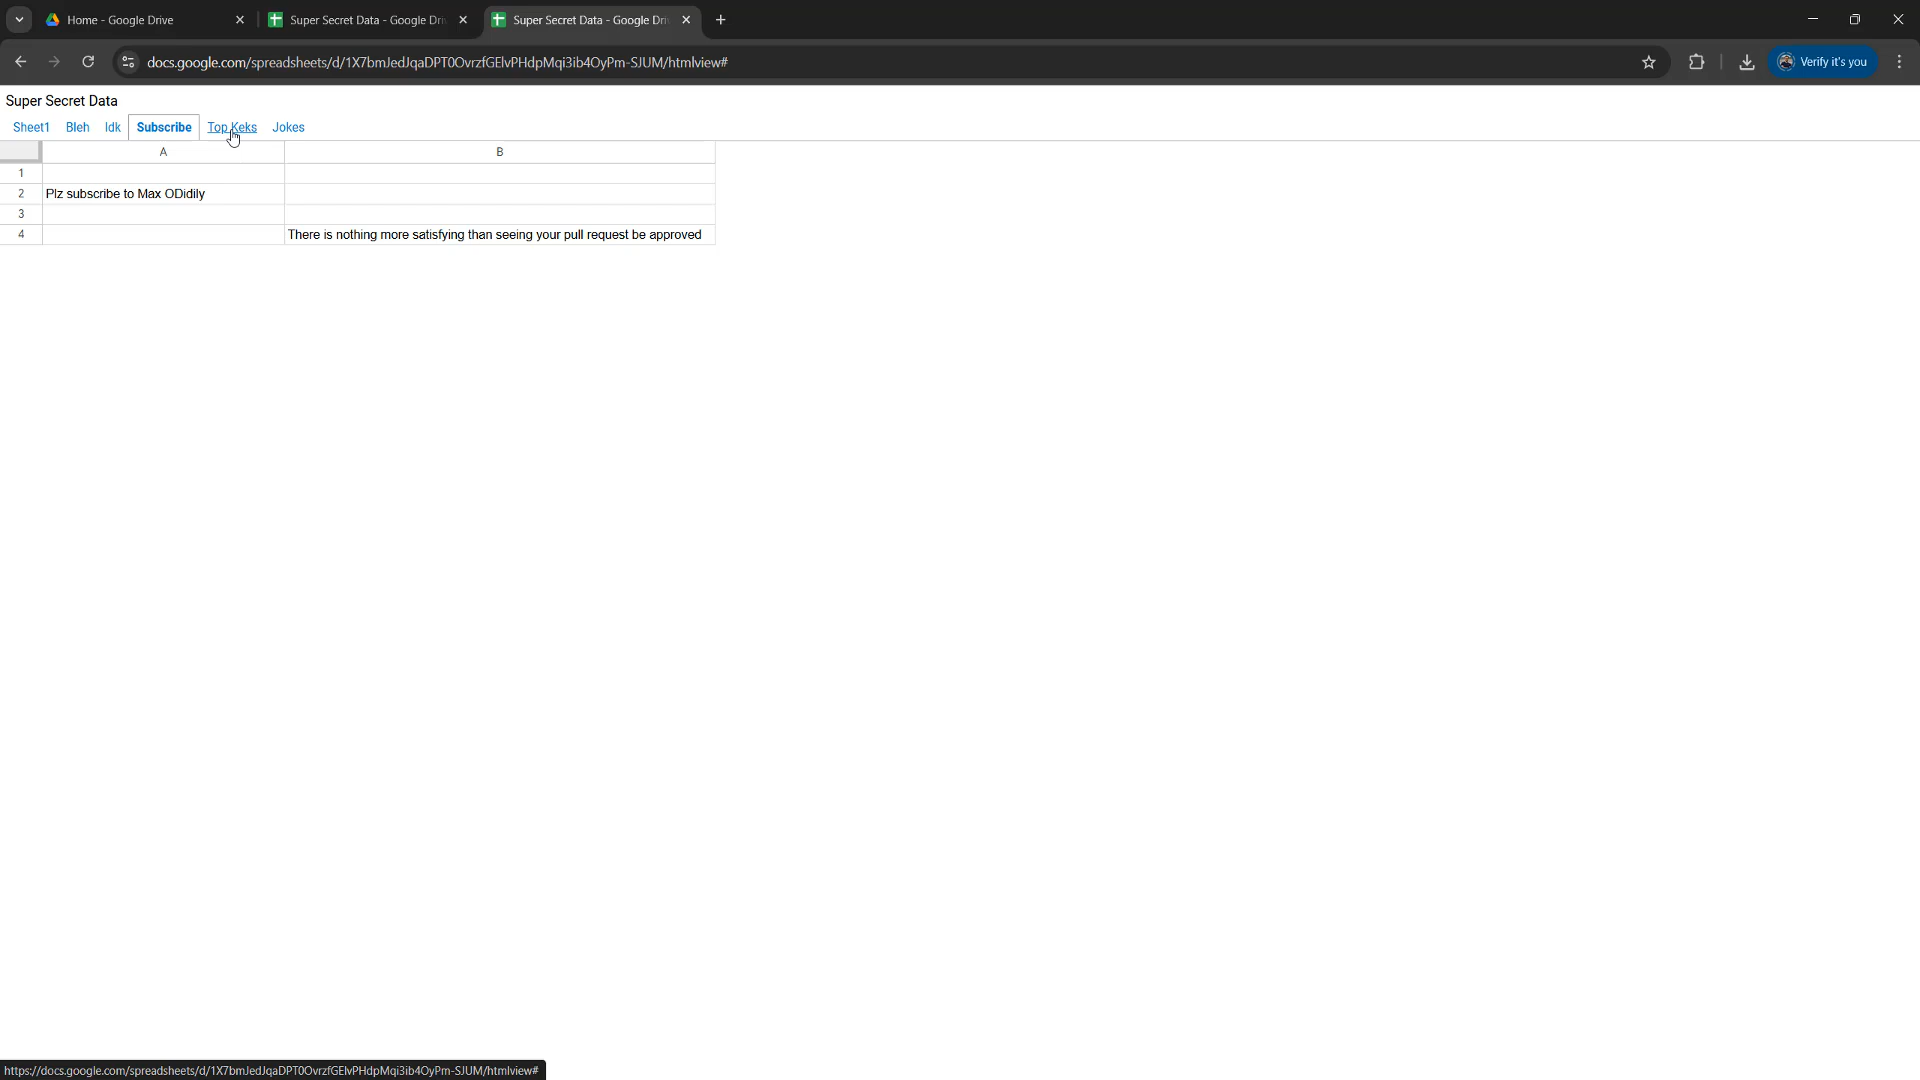 Home - Google Drive
Super Secret Data - Google Dri
Super Secret Data - Google Dri
docs.google.com/spreadsheets/d/1X7bmJedJqaDPT0OvrzfGElvPHdpMqi3ib4OyPm-SJUM/htmlview#
Verify it's you
Super Secret Data
Sheet1 Bleh Idk Subscribe Top Keks Jokes
A B
1
2 Plz subscribe to Max ODidily
3
4 There is nothing more satisfying than seeing your pull request be approved
https://docs.google.com/spreadsheets/d/1X7bmJedJqaDPT0OvrzfGElvPHdpMqi3ib4OyPm-SJUM/htmlview#